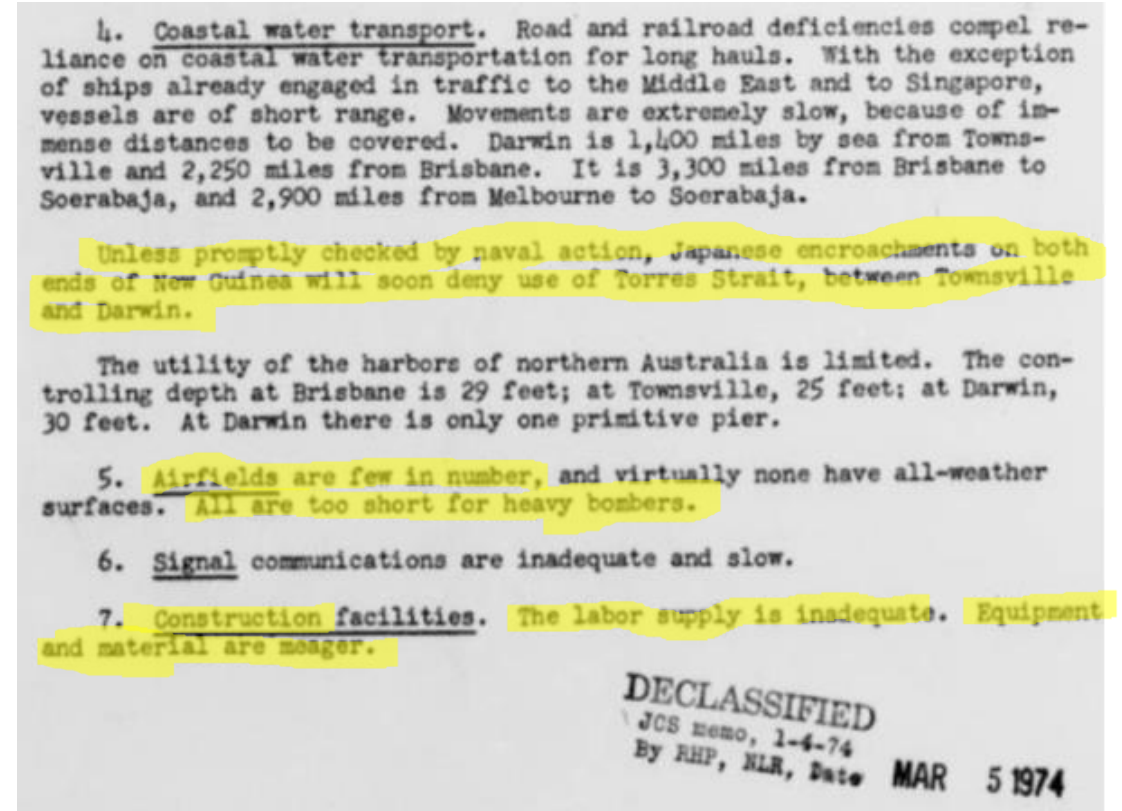 4. Coastal water transport. Road and railroad deficiencies compel re-
liance on coastal water transportation for long hauls. With the exception
of ships already engaged in traffic to the Middle East and to Singapore,
vessels are of short range. Movements are extremely slow, because of im-
mense distances to be covered. Darwin is 1,400 miles by sea from Towns-
ville and 2,250 miles from Brisbane. It is 3,300 miles from Brisbane to
Soerabaja, and 2,900 miles from Melbourne to Soerabaja.
Unless promptly checked by naval action, Japanese encroachments on both
ends of New Guinea will soon deny use of Torres Strait, between Townsville
and Darwin.
The utility of the harbors of northern Australia is limited. The con-
trolling depth at Brisbane is 29 feet; at Townsville, 25 feet; at Darwin,
30 feet. At Darwin there is only one primitive pier.
5. Airfields are few in number, and virtually none have all-weather
surfaces. All are too short for heavy bombers.
6. Signal communications are inadequate and slow.
7. Construction facilities. The labor supply is inadequate. Equipment
and material are meager.
DECLASSIFIED
JCS memo, 1-4-74
By RHP, NLR, Date MAR 5 1974